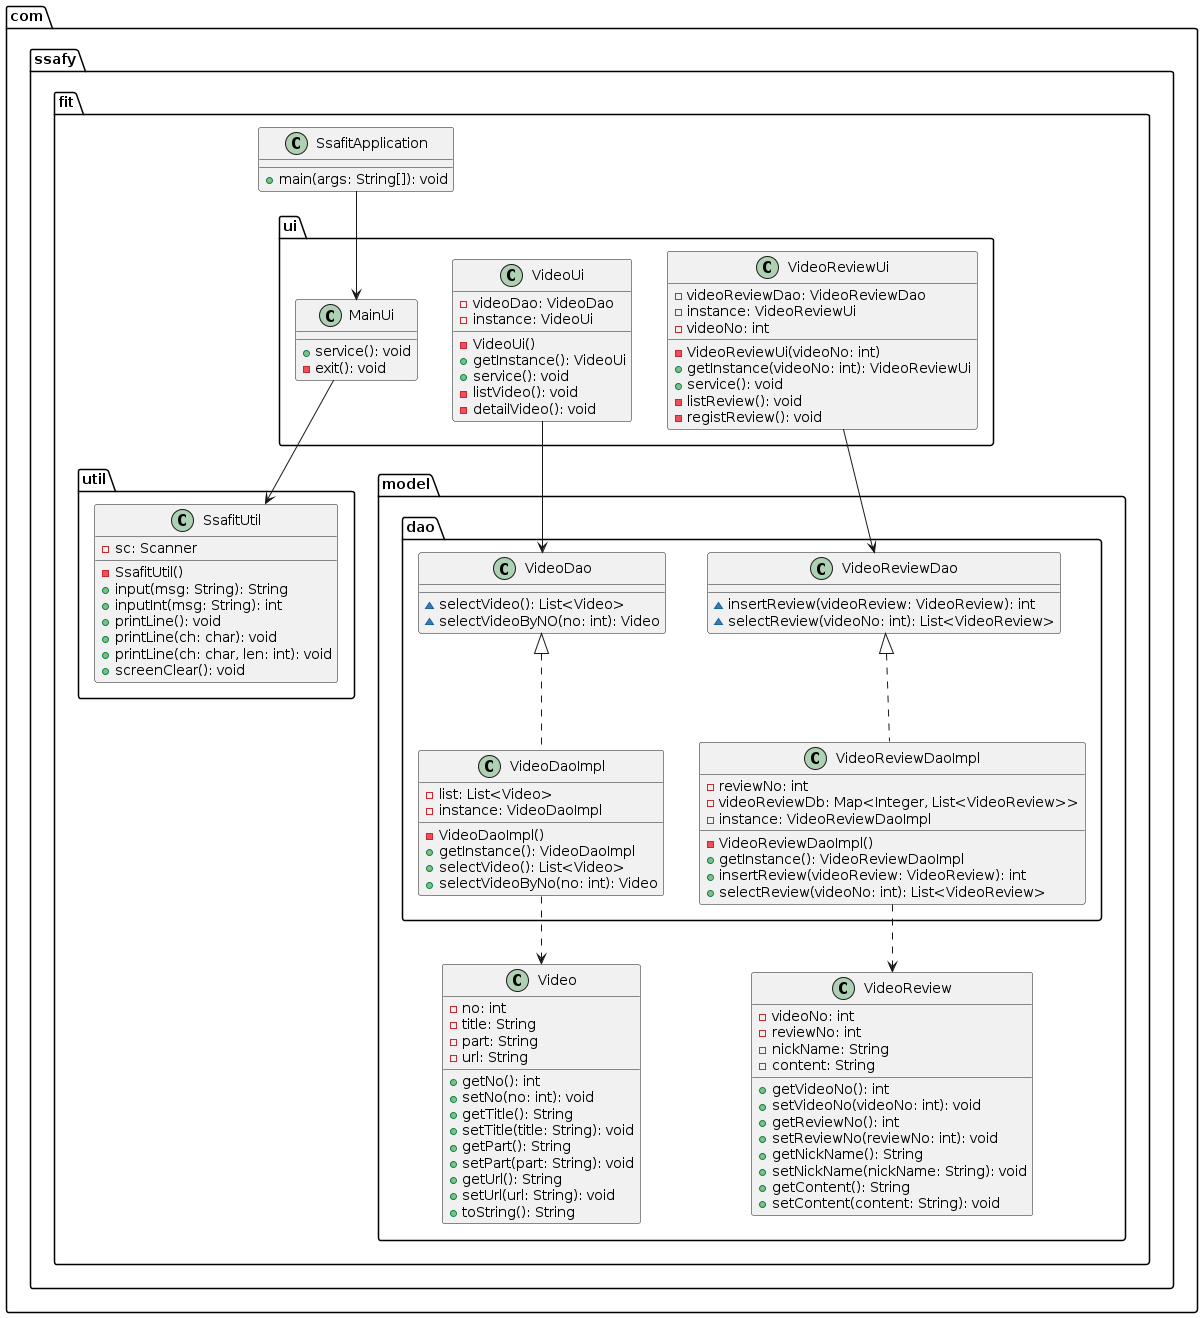 com
ssafy
fit
SsafitApplication
main(args: String[]): void
ui
MainUi
service(): void
exit(): void
VideoUi
videoDao: VideoDao
instance: VideoUi
VideoUi()
getInstance(): VideoUi
service(): void
listVideo(): void
detailVideo(): void
VideoReviewUi
videoReviewDao: VideoReviewDao
instance: VideoReviewUi
videoNo: int
VideoReviewUi(videoNo: int)
getInstance(videoNo: int): VideoReviewUi
service(): void
listReview(): void
registReview(): void
util
SsafitUtil
sc: Scanner
SsafitUtil()
input(msg: String): String
inputInt(msg: String): int
printLine(): void
printLine(ch: char): void
printLine(ch: char, len: int): void
screenClear(): void
model
dao
VideoDao
selectVideo(): List<Video>
selectVideoByNO(no: int): Video
VideoReviewDao
insertReview(videoReview: VideoReview): int
selectReview(videoNo: int): List<VideoReview>
VideoDaoImpl
list: List<Video>
instance: VideoDaoImpl
VideoDaoImpl()
getInstance(): VideoDaoImpl
selectVideo(): List<Video>
selectVideoByNo(no: int): Video
VideoReviewDaoImpl
reviewNo: int
videoReviewDb: Map<Integer, List<VideoReview>>
instance: VideoReviewDaoImpl
VideoReviewDaoImpl()
getInstance(): VideoReviewDaoImpl
insertReview(videoReview: VideoReview): int
selectReview(videoNo: int): List<VideoReview>
Video
no: int
title: String
part: String
url: String
getNo(): int
setNo(no: int): void
getTitle(): String
setTitle(title: String): void
getPart(): String
setPart(part: String): void
getUrl(): String
setUrl(url: String): void
toString(): String
VideoReview
videoNo: int
reviewNo: int
nickName: String
content: String
getVideoNo(): int
setVideoNo(videoNo: int): void
getReviewNo(): int
setReviewNo(reviewNo: int): void
getNickName(): String
setNickName(nickName: String): void
getContent(): String
setContent(content: String): void